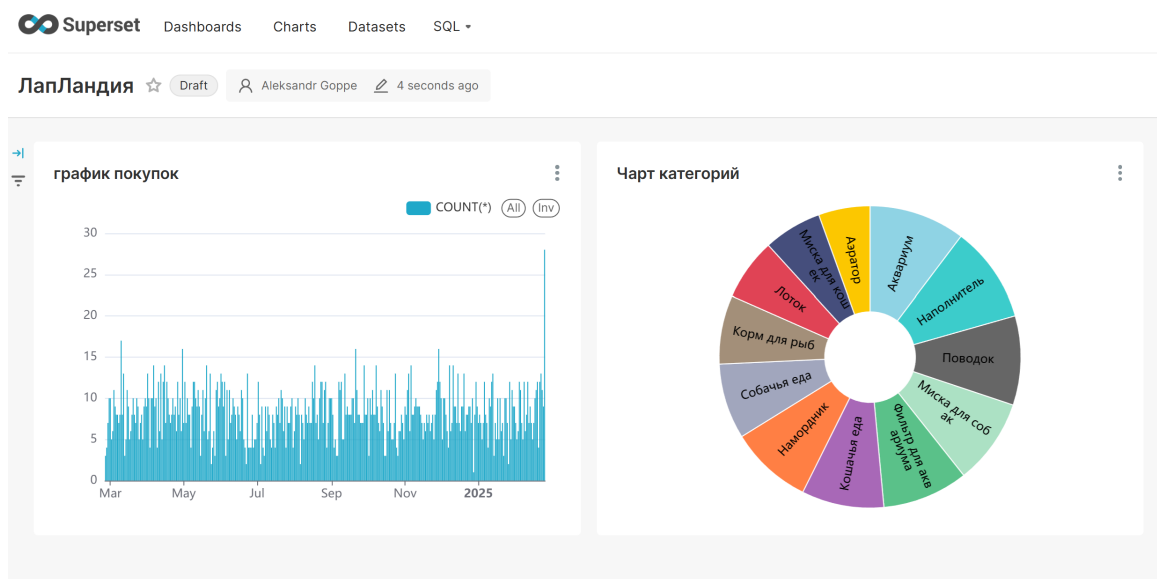 Superset
Dashboards
Charts
Datasets
SQL
ЛапЛандия
Draft
Aleksandr Goppe
4 seconds ago
график покупок
COUNT(*)
All
Inv
30
25
20
15
10
5
0
Mar
May
Jul
Sep
Nov
2025
Чарт категорий
Аквариум
Наполнитель
Поводок
Миска для соб
ак
Фильтр для акв
ариума
Кошачья еда
Намордник
Собачья еда
Корм для рыб
Лоток
Миска для кош
ек
Аэратор